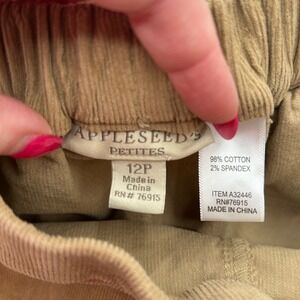 APPLESEED'S
PETITES
12P
Made in
China
RN# 76915
98% COTTON
2% SPANDEX
ITEM A32446
RN#76915
MADE IN CHINA